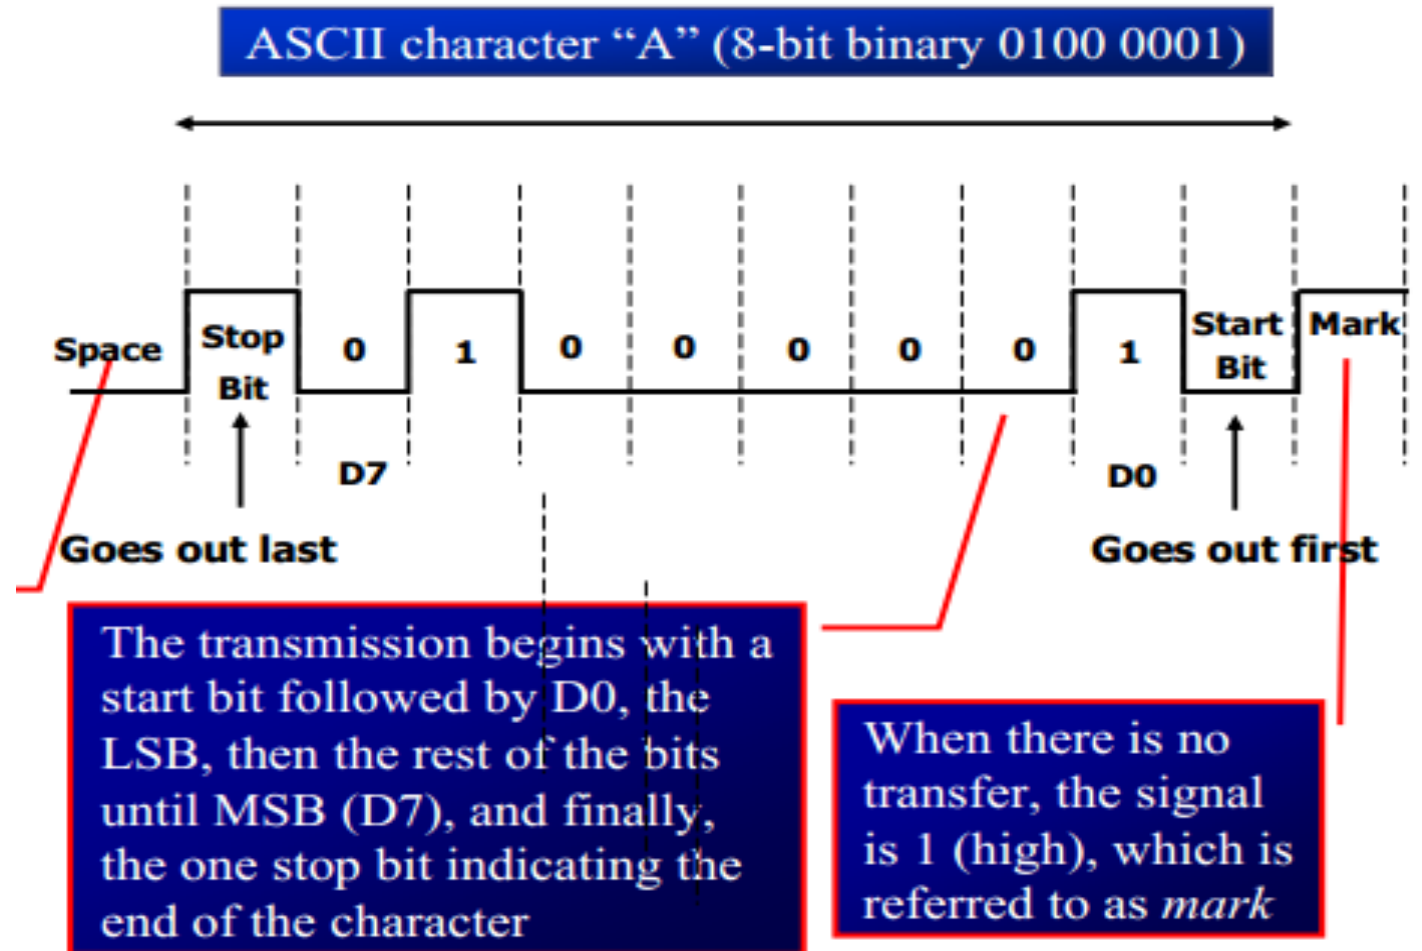 ASCII character “A” (8-bit binary 0100 0001)
Space
Stop
Bit
0
1
0
0
0
0
0
1
Start
Bit
Mark
D7
D0
Goes out last
Goes out first
The transmission begins with a
start bit followed by D0, the
LSB, then the rest of the bits
until MSB (D7), and finally,
the one stop bit indicating the
end of the character
When there is no
transfer, the signal
is 1 (high), which is
referred to as mark